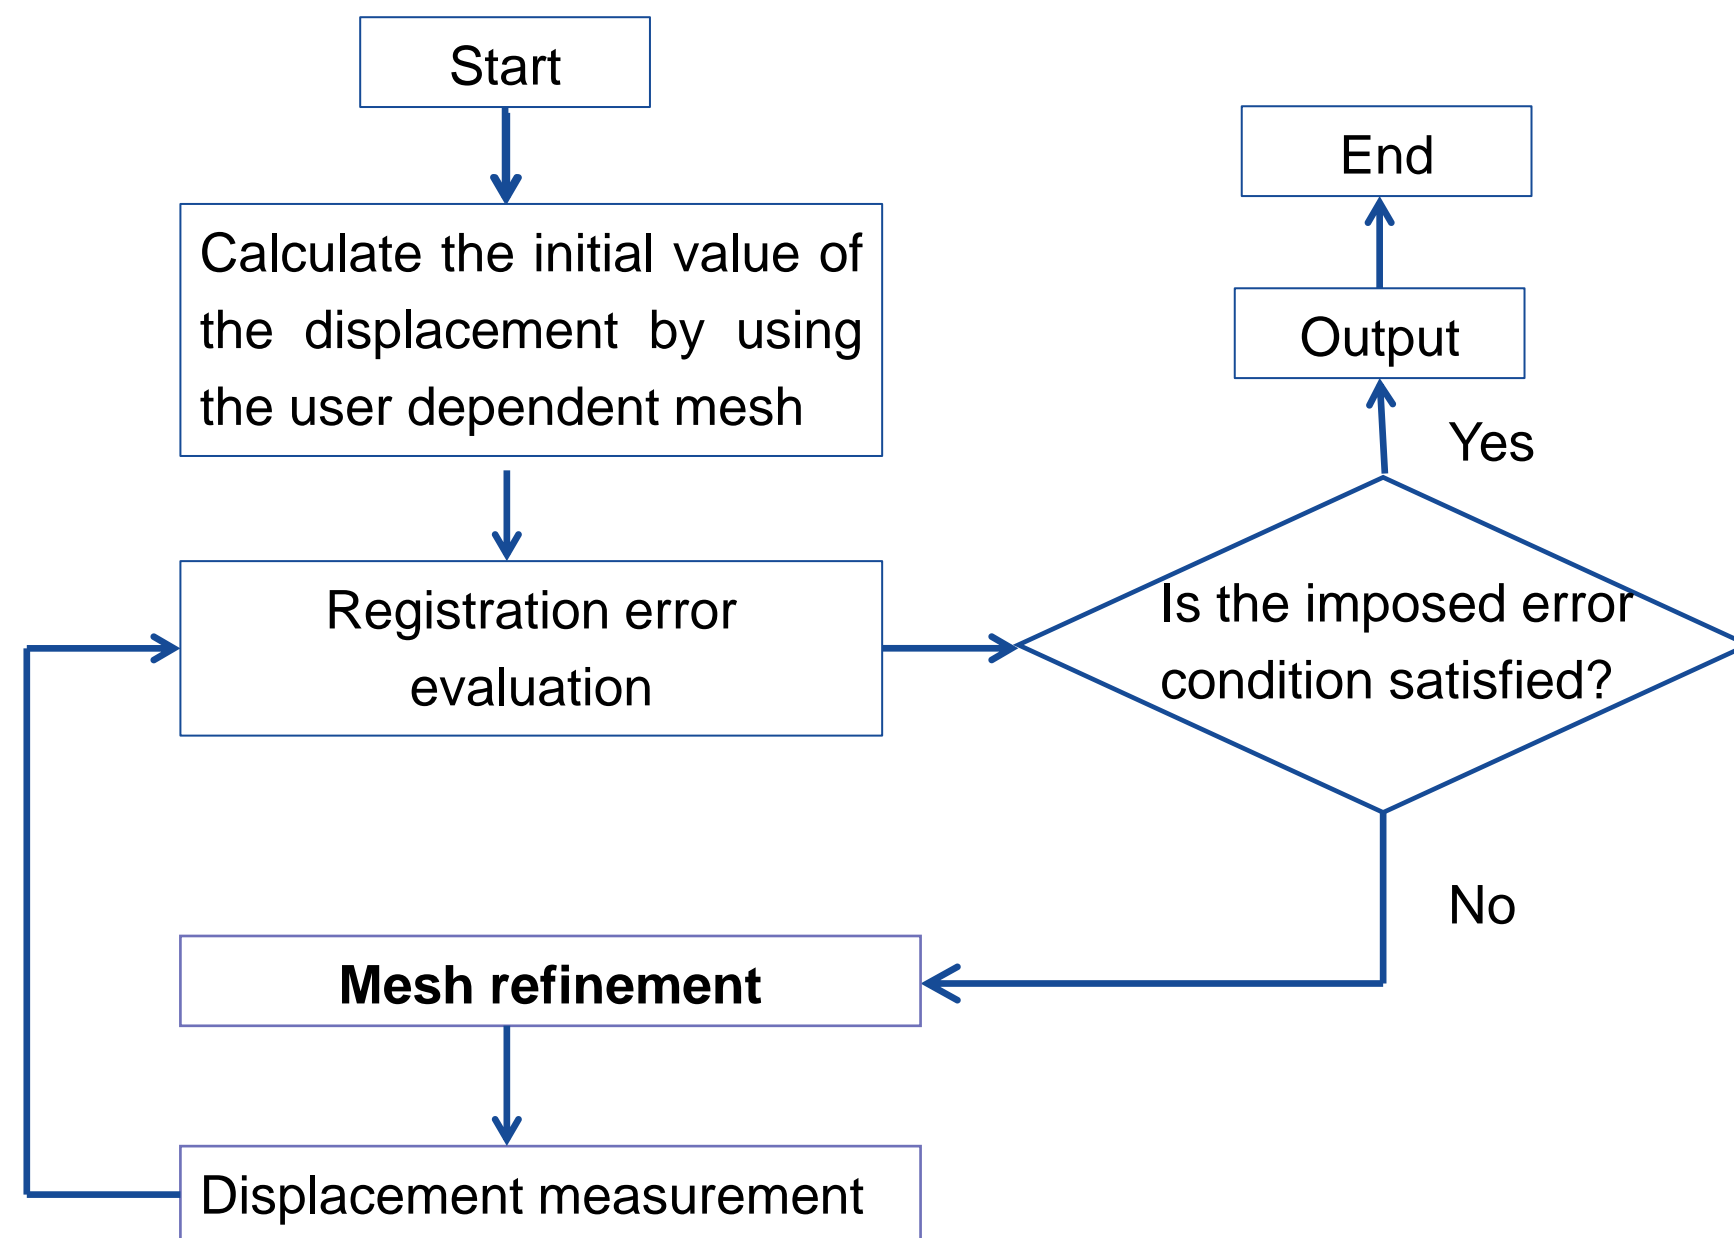 Start
Calculate the initial value of
the displacement by using
the user dependent mesh
Registration error
evaluation
Is the imposed error
condition satisfied?
Yes
Output
End
No
Mesh refinement
Displacement measurement